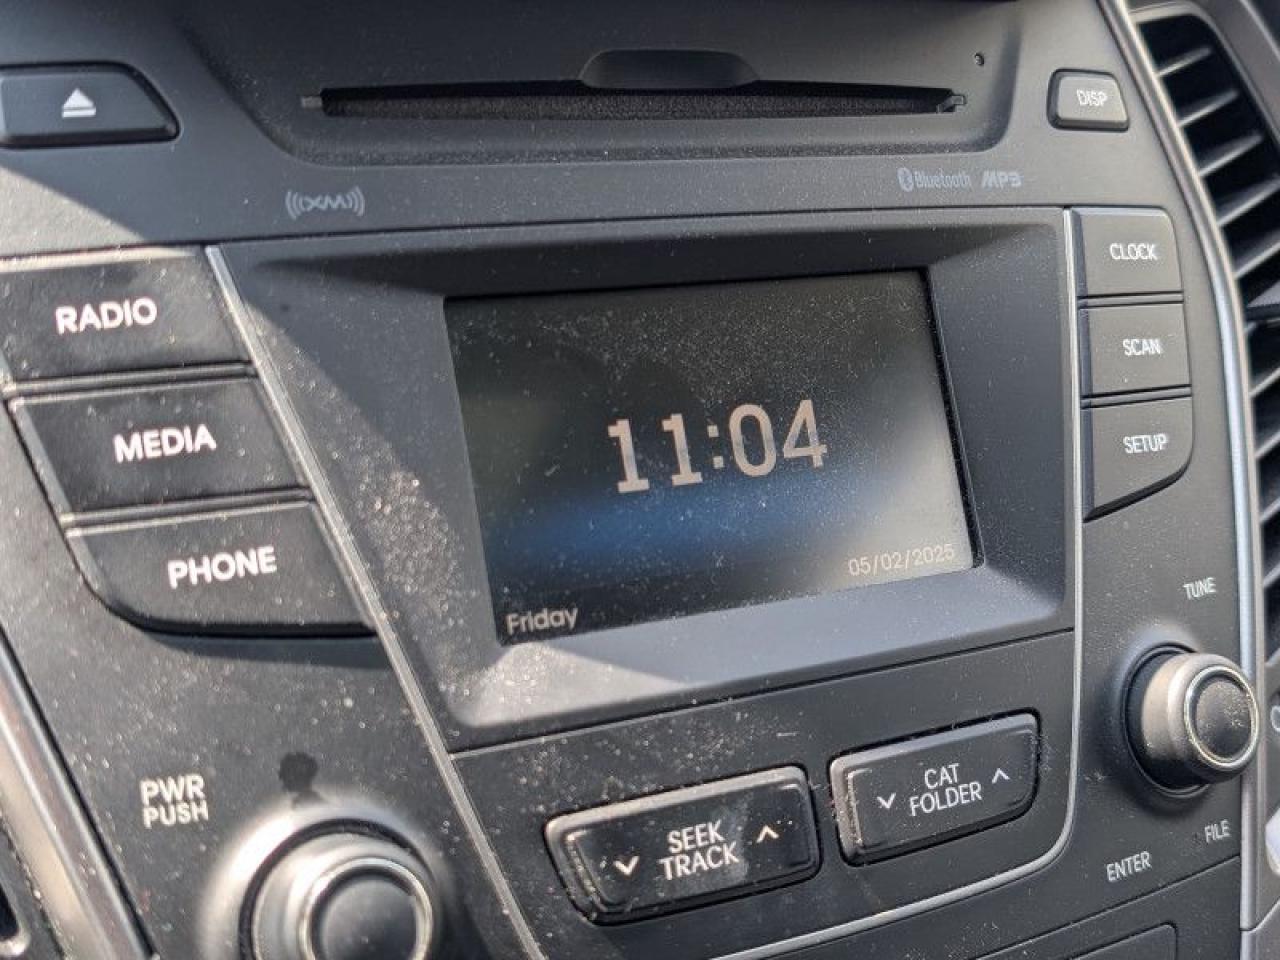 DISP
((XM))
Bluetooth MP3
RADIO
MEDIA
PHONE
11:04
Friday
05/02/2025
CLOCK
SCAN
SETUP
TUNE
PWR
PUSH
SEEK
TRACK
CAT
FOLDER
FILE
ENTER